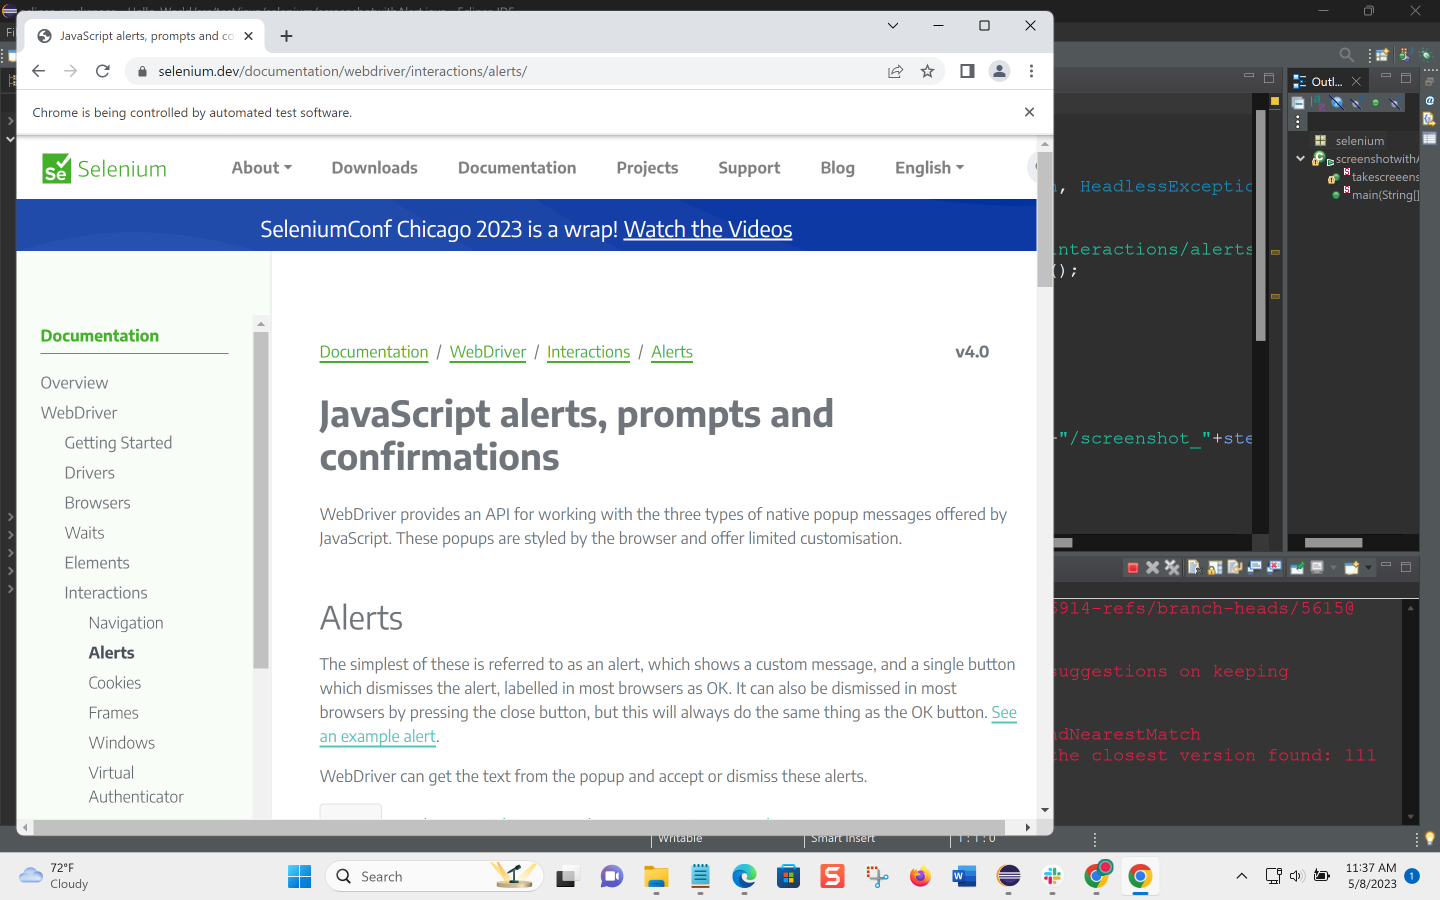 JavaScript alerts, prompts and co
selenium.dev/documentation/webdriver/interactions/alerts/
Chrome is being controlled by automated test software.
Selenium
About
Downloads
Documentation
Projects
Support
Blog
English
SeleniumConf Chicago 2023 is a wrap! Watch the Videos
Documentation
Overview
WebDriver
Getting Started
Drivers
Browsers
Waits
Elements
Interactions
Navigation
Alerts
Cookies
Frames
Windows
Virtual
Authenticator
Documentation / WebDriver / Interactions / Alerts
v4.0
JavaScript alerts, prompts and
confirmations
WebDriver provides an API for working with the three types of native popup messages offered by
JavaScript. These popups are styled by the browser and offer limited customisation.
Alerts
The simplest of these is referred to as an alert, which shows a custom message, and a single button
which dismisses the alert, labelled in most browsers as OK. It can also be dismissed in most
browsers by pressing the close button, but this will always do the same thing as the OK button. See
an example alert.
WebDriver can get the text from the popup and accept or dismiss these alerts.
, HeadlessExceptio
nteractions/alerts
();
+"/screenshot_"+ste
Outl...
selenium
screenshotwithA
takescreeens
main(String[]
5914-refs/branch-heads/5615@
suggestions on keeping
ndNearestMatch
the closest version found: 111
Writable
Smart Insert
1 : 1 : 0
72°F
Cloudy
Search
11:37 AM
5/8/2023
1